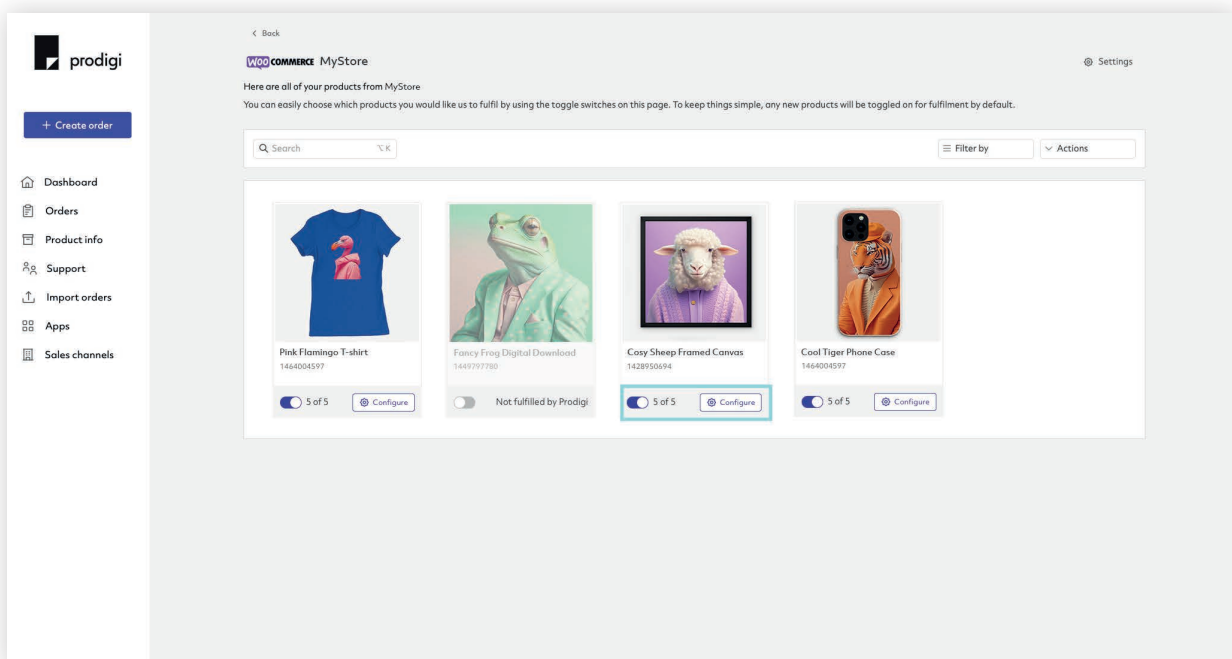 Back
prodigi
WOO COMMERCE MyStore
Settings
Here are all of your products from MyStore
You can easily choose which products you would like us to fulfil by using the toggle switches on this page. To keep things simple, any new products will be toggled on for fulfilment by default.
+ Create order
Search ⌥ K
Filter by
Actions
Dashboard
Orders
Product info
Support
Import orders
Apps
Sales channels
Pink Flamingo T-shirt
1464004597
5 of 5 Configure
Fancy Frog Digital Download
1449797780
Not fulfilled by Prodigi
Cosy Sheep Framed Canvas
1428950694
5 of 5 Configure
Cool Tiger Phone Case
1464004597
5 of 5 Configure